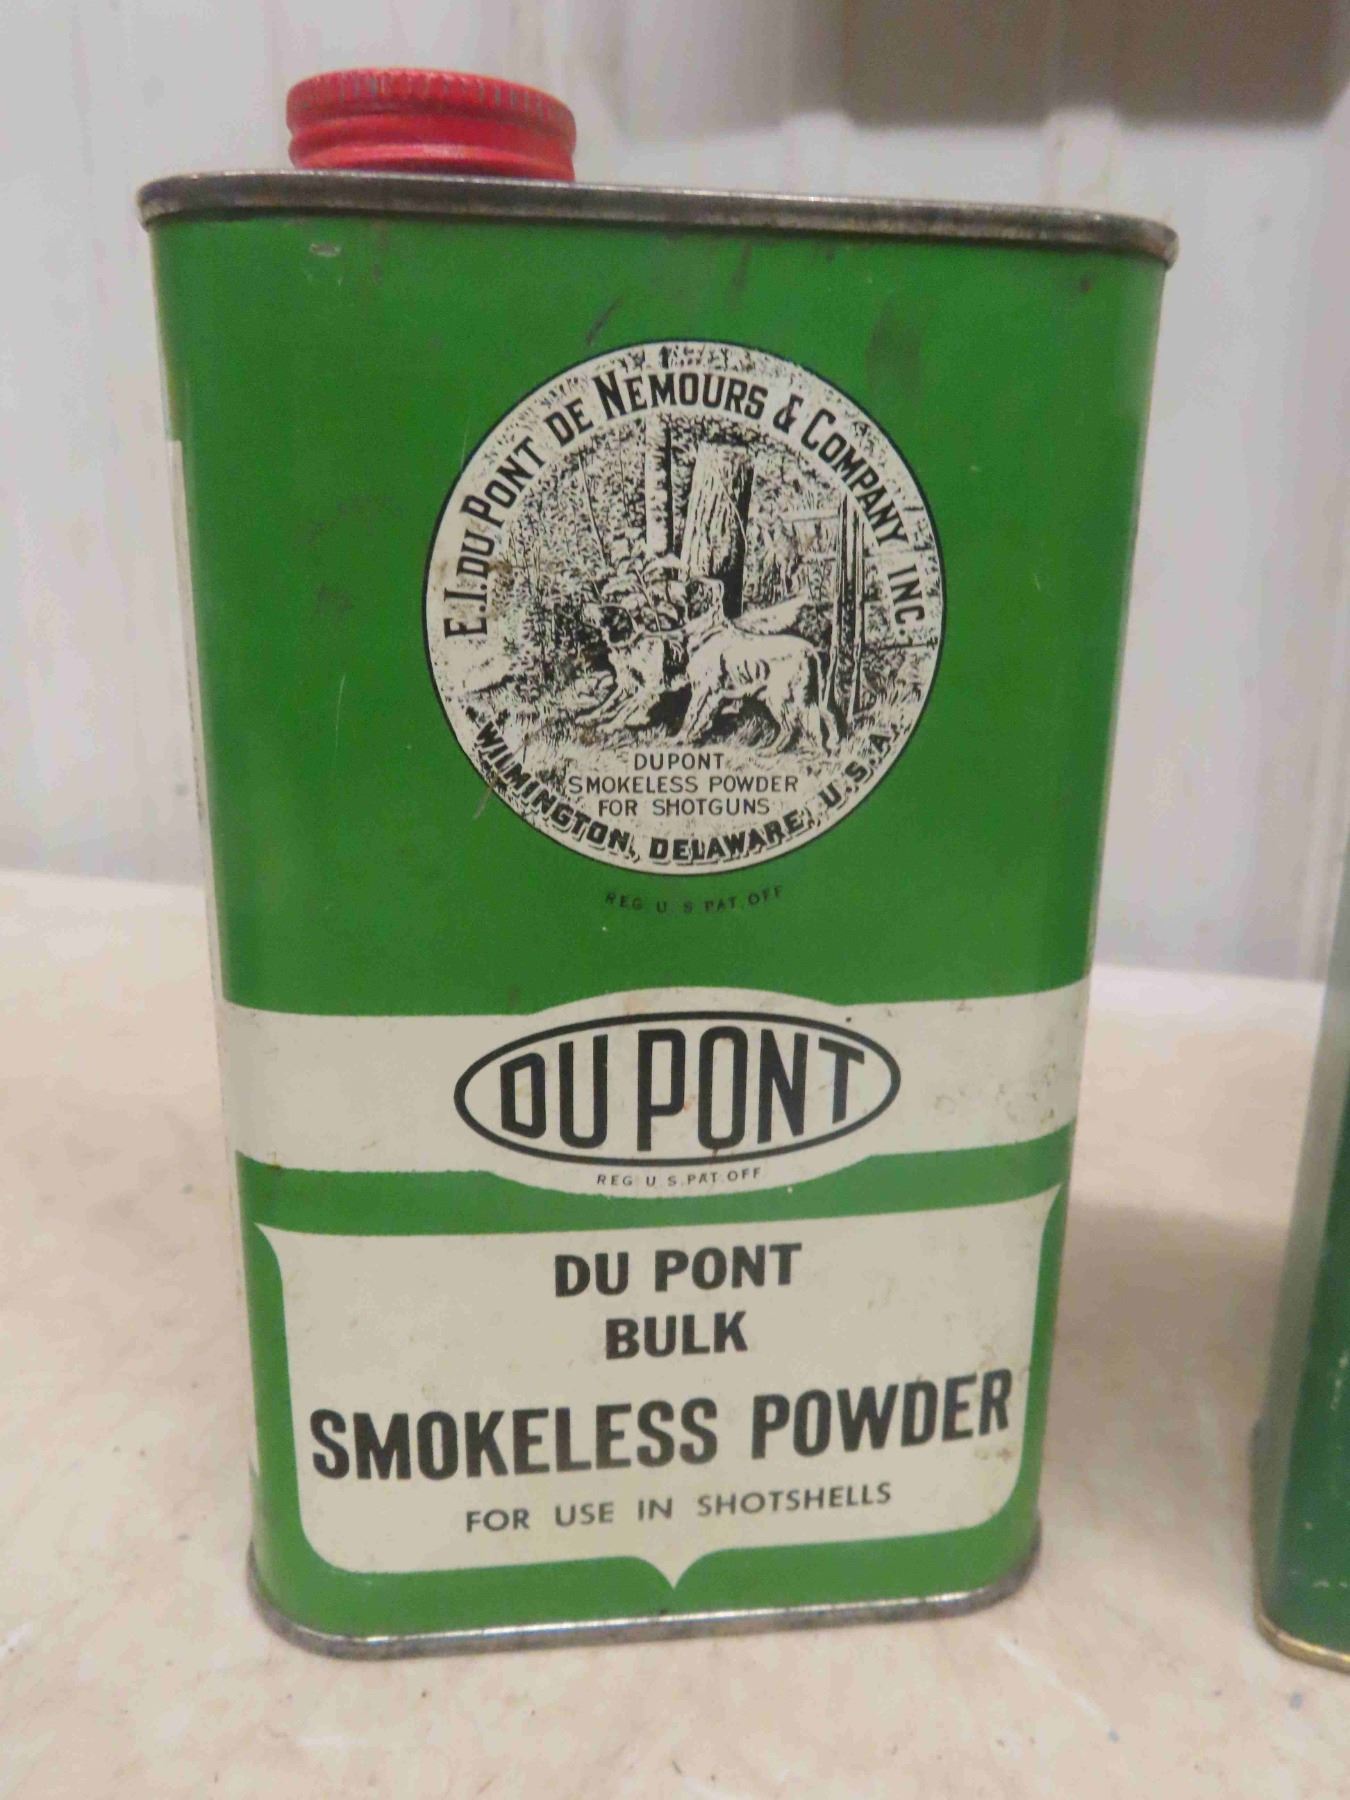 E.I. DU PONT DE NEMOURS & COMPANY INC.
DUPONT
SMOKELESS POWDER
FOR SHOTGUNS
WILMINGTON, DELAWARE, U.S.A.
REG U S PAT. OFF
DU PONT
REG U.S.PAT.OFF
DU PONT
BULK
SMOKELESS POWDER
FOR USE IN SHOTSHELLS